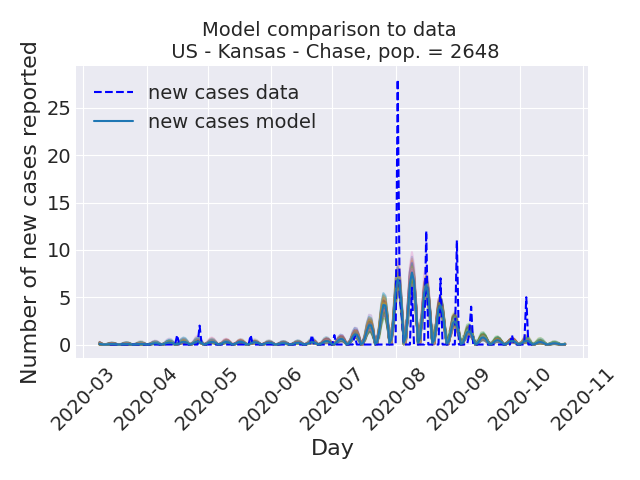 Model comparison to data
US - Kansas - Chase, pop. = 2648
Number of new cases reported
25
20
15
10
5
0
new cases data
new cases model
2020-03
2020-04
2020-05
2020-06
2020-07
2020-08
2020-09
2020-10
2020-11
Day